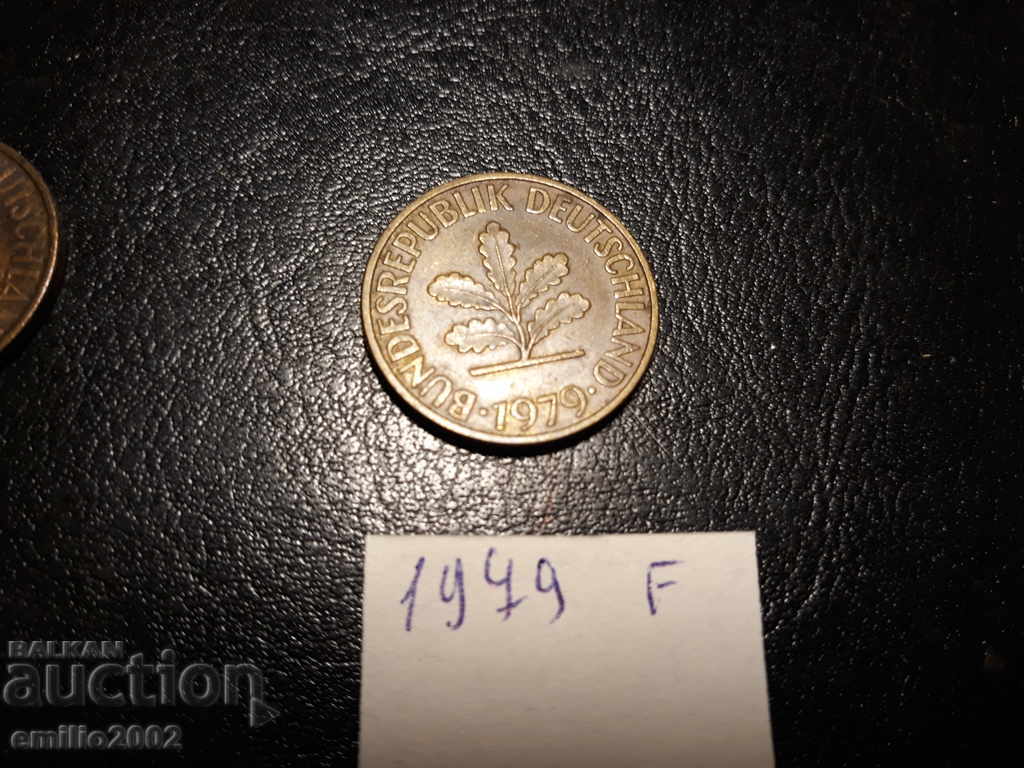 BUNDESREPUBLIK DEUTSCHLAND
· 1979 ·
1979 F
BALKAN
auction
emilio2002